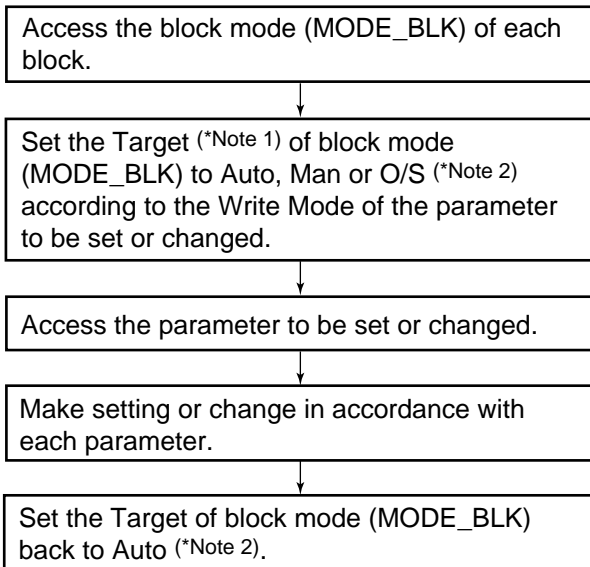 Access the block mode (MODE_BLK) of each
block.
Set the Target (*Note 1) of block mode
(MODE_BLK) to Auto, Man or O/S (*Note 2)
according to the Write Mode of the parameter
to be set or changed.
Access the parameter to be set or changed.
Make setting or change in accordance with
each parameter.
Set the Target of block mode (MODE_BLK)
back to Auto (*Note 2).